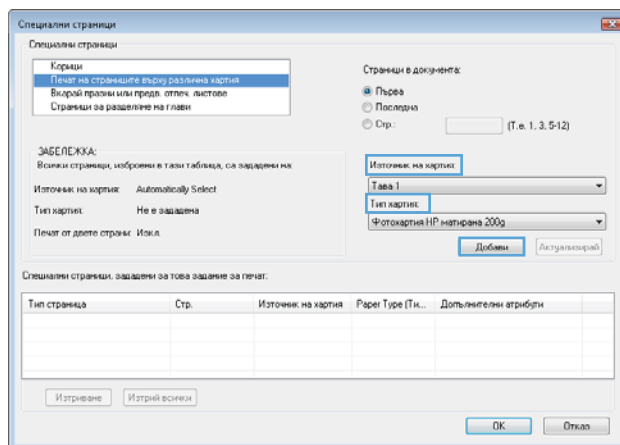 Специални страници
Специални страници
Корици
Печат на страниците върху различна хартия
Вкарай празни или предв. отпеч. листове
Страници за разделяне на глави
Страници в документа:
Първа
Последна
Стр.:
(Т.е. 1, 3, 5-12)
ЗАБЕЛЕЖКА:
Всички страници, изброени в тази таблица, са зададени на:
Източник на хартия: Automatically Select
Тип хартия: Не е зададена
Печат от двете страни: Изкл.
Източник на хартия:
Тава 1
Тип хартия:
Фотохартия HP матирана 200g
Добави Актуализирай
Специални страници, зададени за това задание за печат:
Тип страница Стр. Източник на хартия Paper Type (Ти... Допълнителни атрибути
Изтриване Изтрий всички
OK Отказ